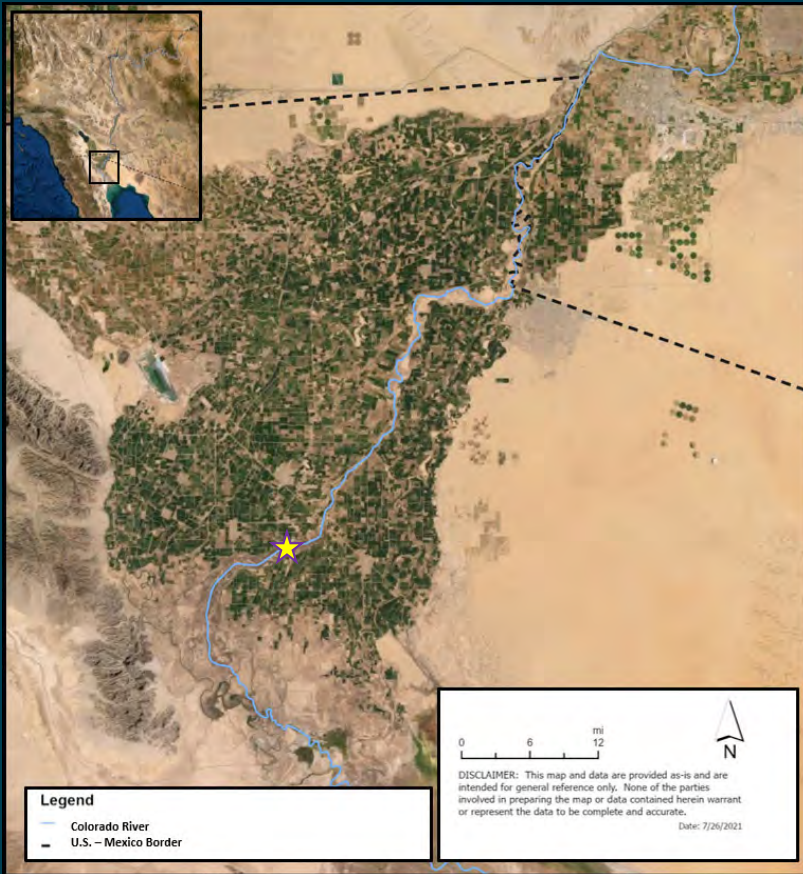 mi
0 6 12
N
DISCLAIMER: This map and data are provided as-is and are
intended for general reference only. None of the parties
involved in preparing the map or data contained herein warrant
or represent the data to be complete and accurate.
Date: 7/26/2021
Legend
Colorado River
U.S. – Mexico Border